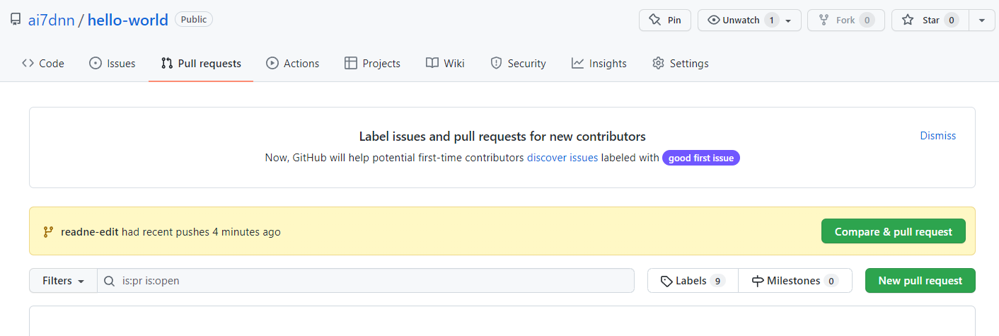 ai7dnn / hello-world Public Pin Unwatch 1 Fork 0 Star 0
Code Issues Pull requests Actions Projects Wiki Security Insights Settings
Label issues and pull requests for new contributors Dismiss
Now, GitHub will help potential first-time contributors discover issues labeled with good first issue
readne-edit had recent pushes 4 minutes ago Compare & pull request
Filters is:pr is:open Labels 9 Milestones 0 New pull request